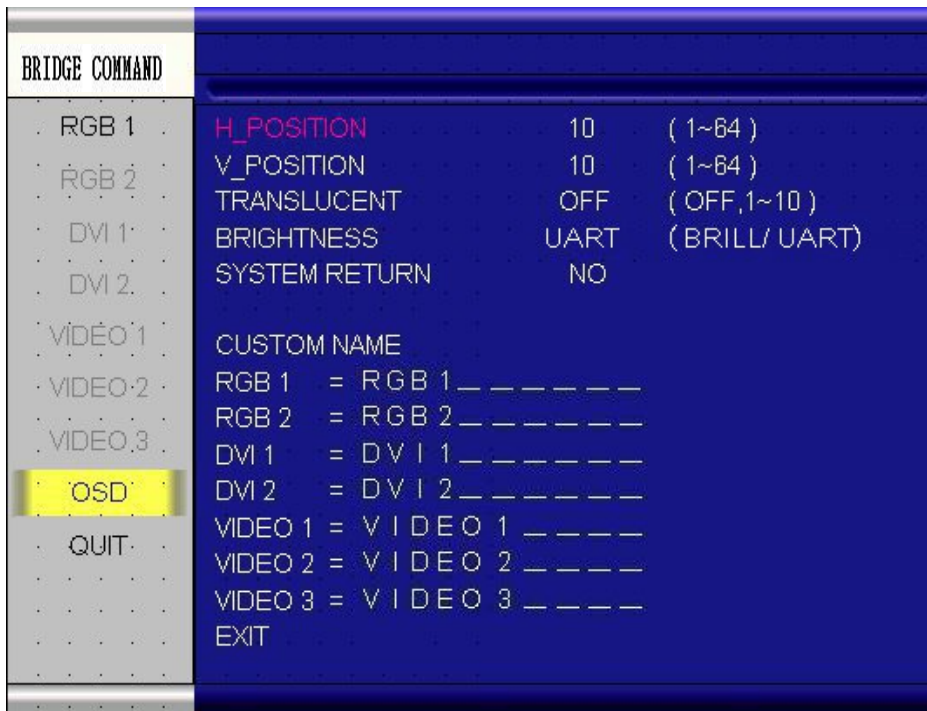 BRIDGE COMMAND
RGB 1
RGB 2
DVI 1
DVI 2
VIDEO 1
VIDEO 2
VIDEO 3
OSD
QUIT
H_POSITION 10 ( 1~64 )
V_POSITION 10 ( 1~64 )
TRANSLUCENT OFF ( OFF,1~10 )
BRIGHTNESS UART ( BRILL/ UART)
SYSTEM RETURN NO
CUSTOM NAME
RGB 1 = R G B 1 _ _ _ _ _ _
RGB 2 = R G B 2 _ _ _ _ _ _
DVI 1 = D V I 1 _ _ _ _ _ _
DVI 2 = D V I 2 _ _ _ _ _ _
VIDEO 1 = V I D E O 1 _ _ _ _
VIDEO 2 = V I D E O 2 _ _ _ _
VIDEO 3 = V I D E O 3 _ _ _ _
EXIT